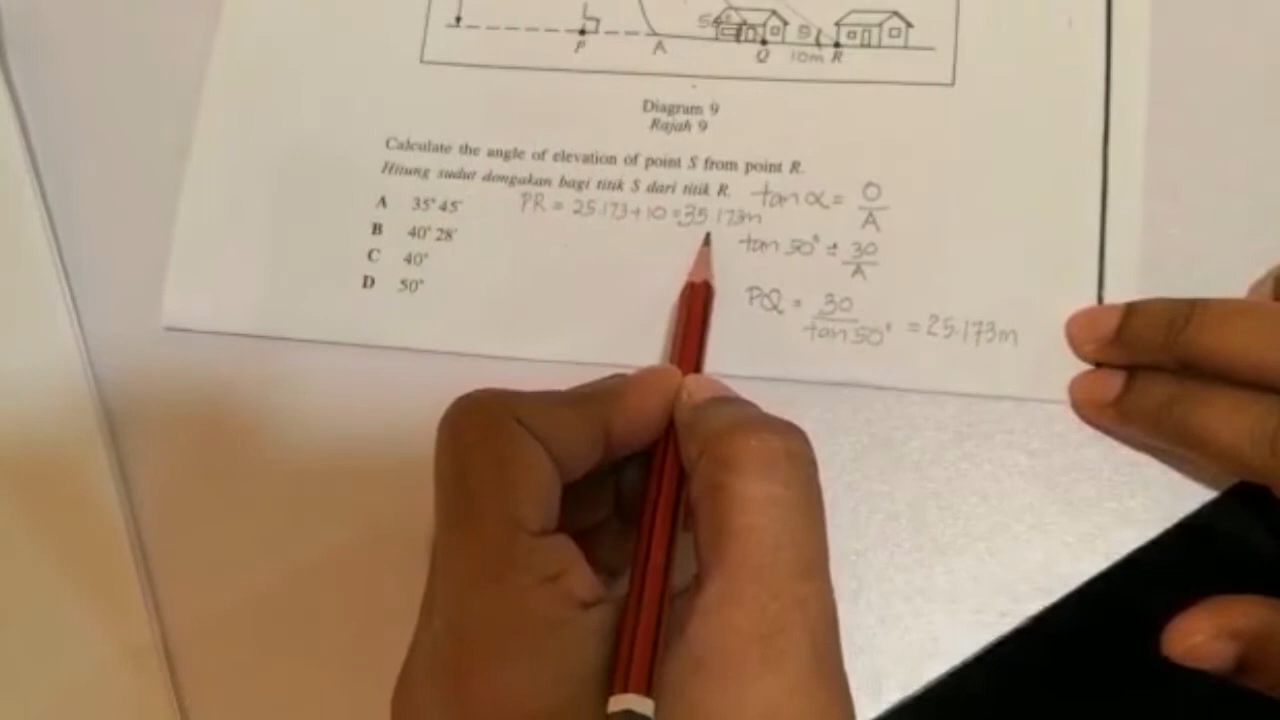 P A Q 10m R
Diagram 9
Rajah 9
Calculate the angle of elevation of point S from point R.
Hitung sudut dongakan bagi titik S dari titik R.
A 35° 45'
B 40° 28'
C 40°
D 50°
PR = 25.173 + 10 = 35.173m
tan α = O/A
tan 50° = 30/A
PQ = 30/tan 50° = 25.173m